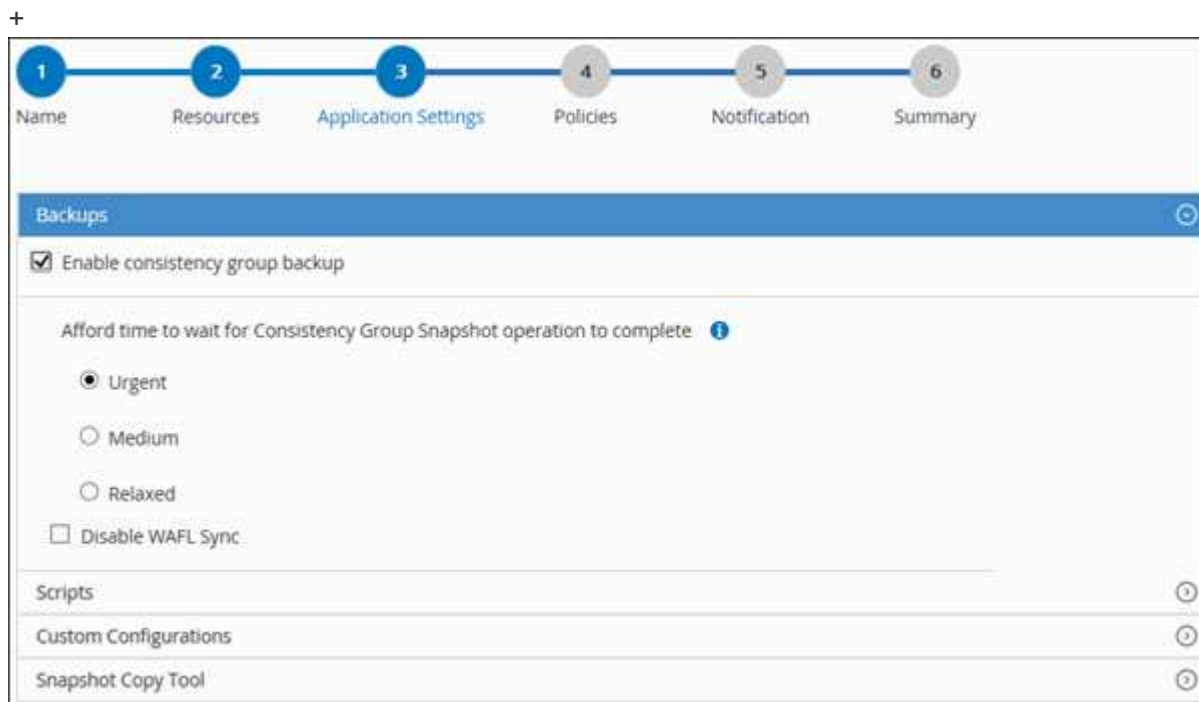 +
1 2 3 4 5 6
Name Resources Application Settings Policies Notification Summary
Backups
Enable consistency group backup
Afford time to wait for Consistency Group Snapshot operation to complete
Urgent
Medium
Relaxed
Disable WAFL Sync
Scripts
Custom Configurations
Snapshot Copy Tool